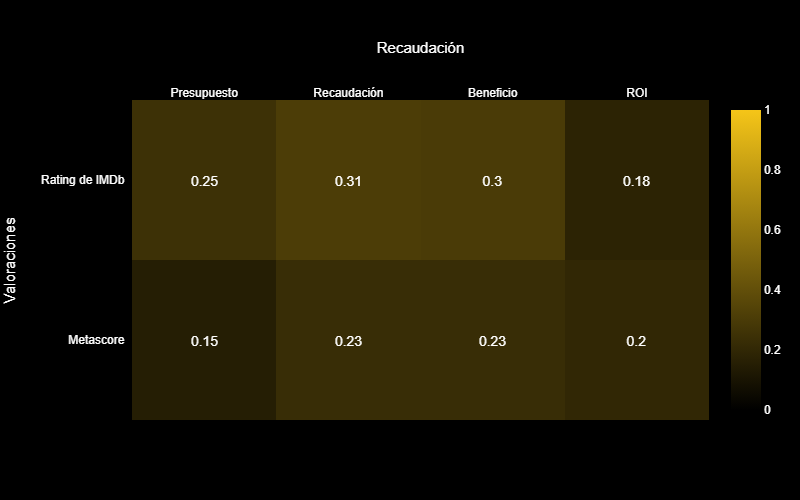 Recaudación
Presupuesto Recaudación Beneficio ROI
1
Rating de IMDb 0.25 0.31 0.3 0.18
0.8
0.6
Valoraciones
0.4
Metascore 0.15 0.23 0.23 0.2
0.2
0